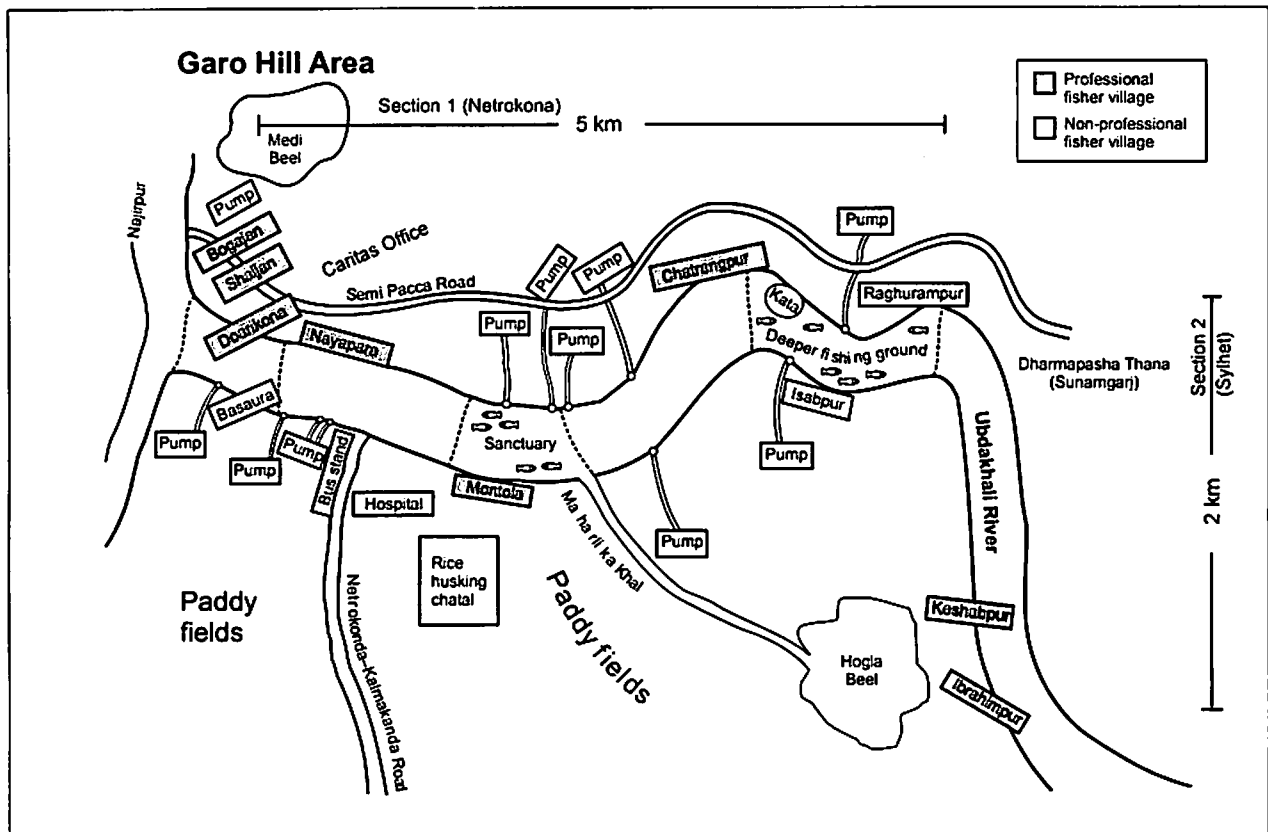 Garo Hill Area
Section 1 (Netrokona)
5 km
Professional
fisher village
Non-professional
fisher village
Medi
Beel
Najirpur
Pump
Bogajan
Shaljan
Caritas Office
Semi Pacca Road
Doarikona
Nayapara
Pump
Pump
Pump
Pump
Chatrangpur
Pump
Kata
Raghurampur
Deeper fishing ground
Dharmapasha Thana
(Sunamganj)
Section 2
(Sylhet)
2 km
Basaura
Pump
Pump
Pump
Bus stand
Sanctuary
Isabpur
Pump
Hospital
Montola
Ma ha rii ka Khal
Pump
Ubdakhali River
Rice
husking
chatal
Paddy
fields
Netrokonda–Kalmakanda Road
Paddy fields
Keshabpur
Hogla
Beel
Ibrahimpur